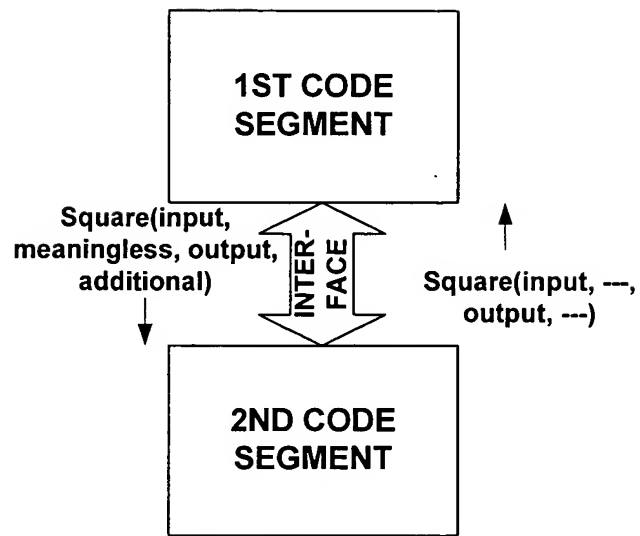 1ST CODE
SEGMENT
Square(input,
meaningless, output,
additional)
INTER-
FACE
Square(input, ---,
output, ---)
2ND CODE
SEGMENT